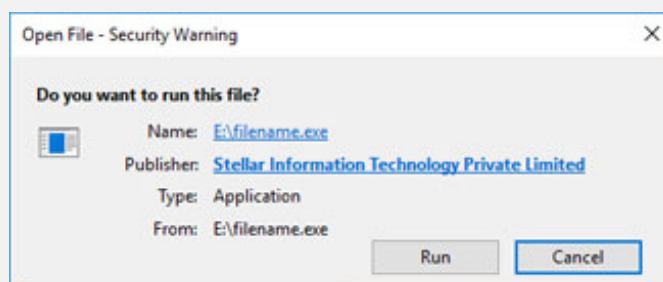 Open File - Security Warning
Do you want to run this file?
Name: E:\filename.exe
Publisher: Stellar Information Technology Private Limited
Type: Application
From: E:\filename.exe
Run Cancel